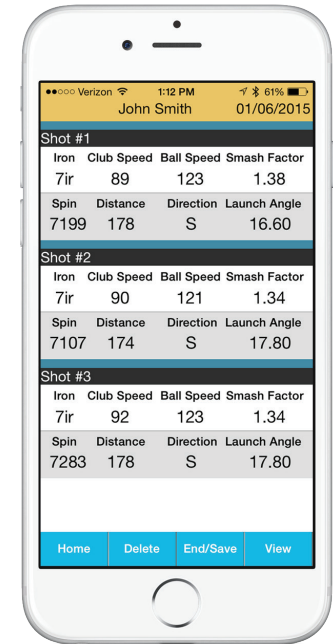 Verizon 1:12 PM 61%
John Smith 01/06/2015
Shot #1
Iron Club Speed Ball Speed Smash Factor
7ir 89 123 1.38
Spin Distance Direction Launch Angle
7199 178 S 16.60
Shot #2
Iron Club Speed Ball Speed Smash Factor
7ir 90 121 1.34
Spin Distance Direction Launch Angle
7107 174 S 17.80
Shot #3
Iron Club Speed Ball Speed Smash Factor
7ir 92 123 1.34
Spin Distance Direction Launch Angle
7283 178 S 17.80
Home Delete End/Save View